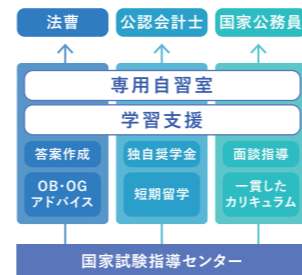 法曹
公認会計士
国家公務員
専用自習室
学習支援
答案作成
独自奨学金
面談指導
OB・OG
アドバイス
短期留学
一貫した
カリキュラム
国家試験指導センター